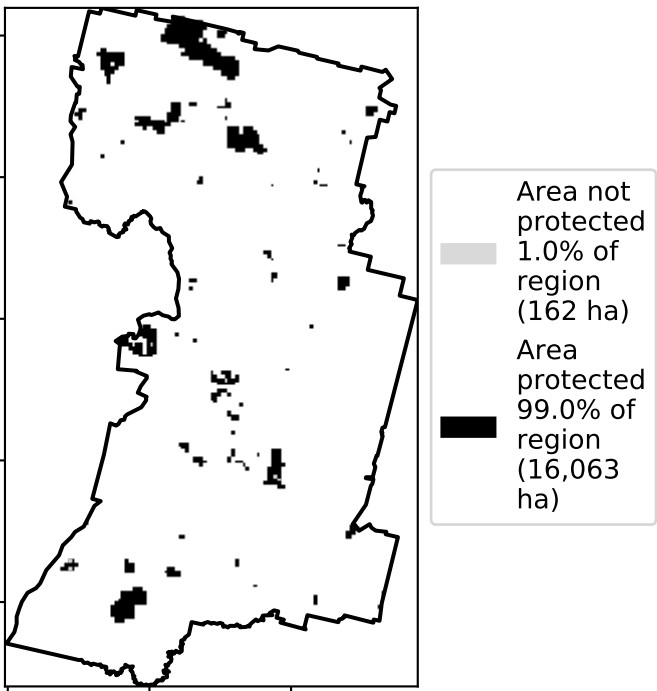 Area not
protected
1.0% of
region
(162 ha)
Area
protected
99.0% of
region
(16,063
ha)